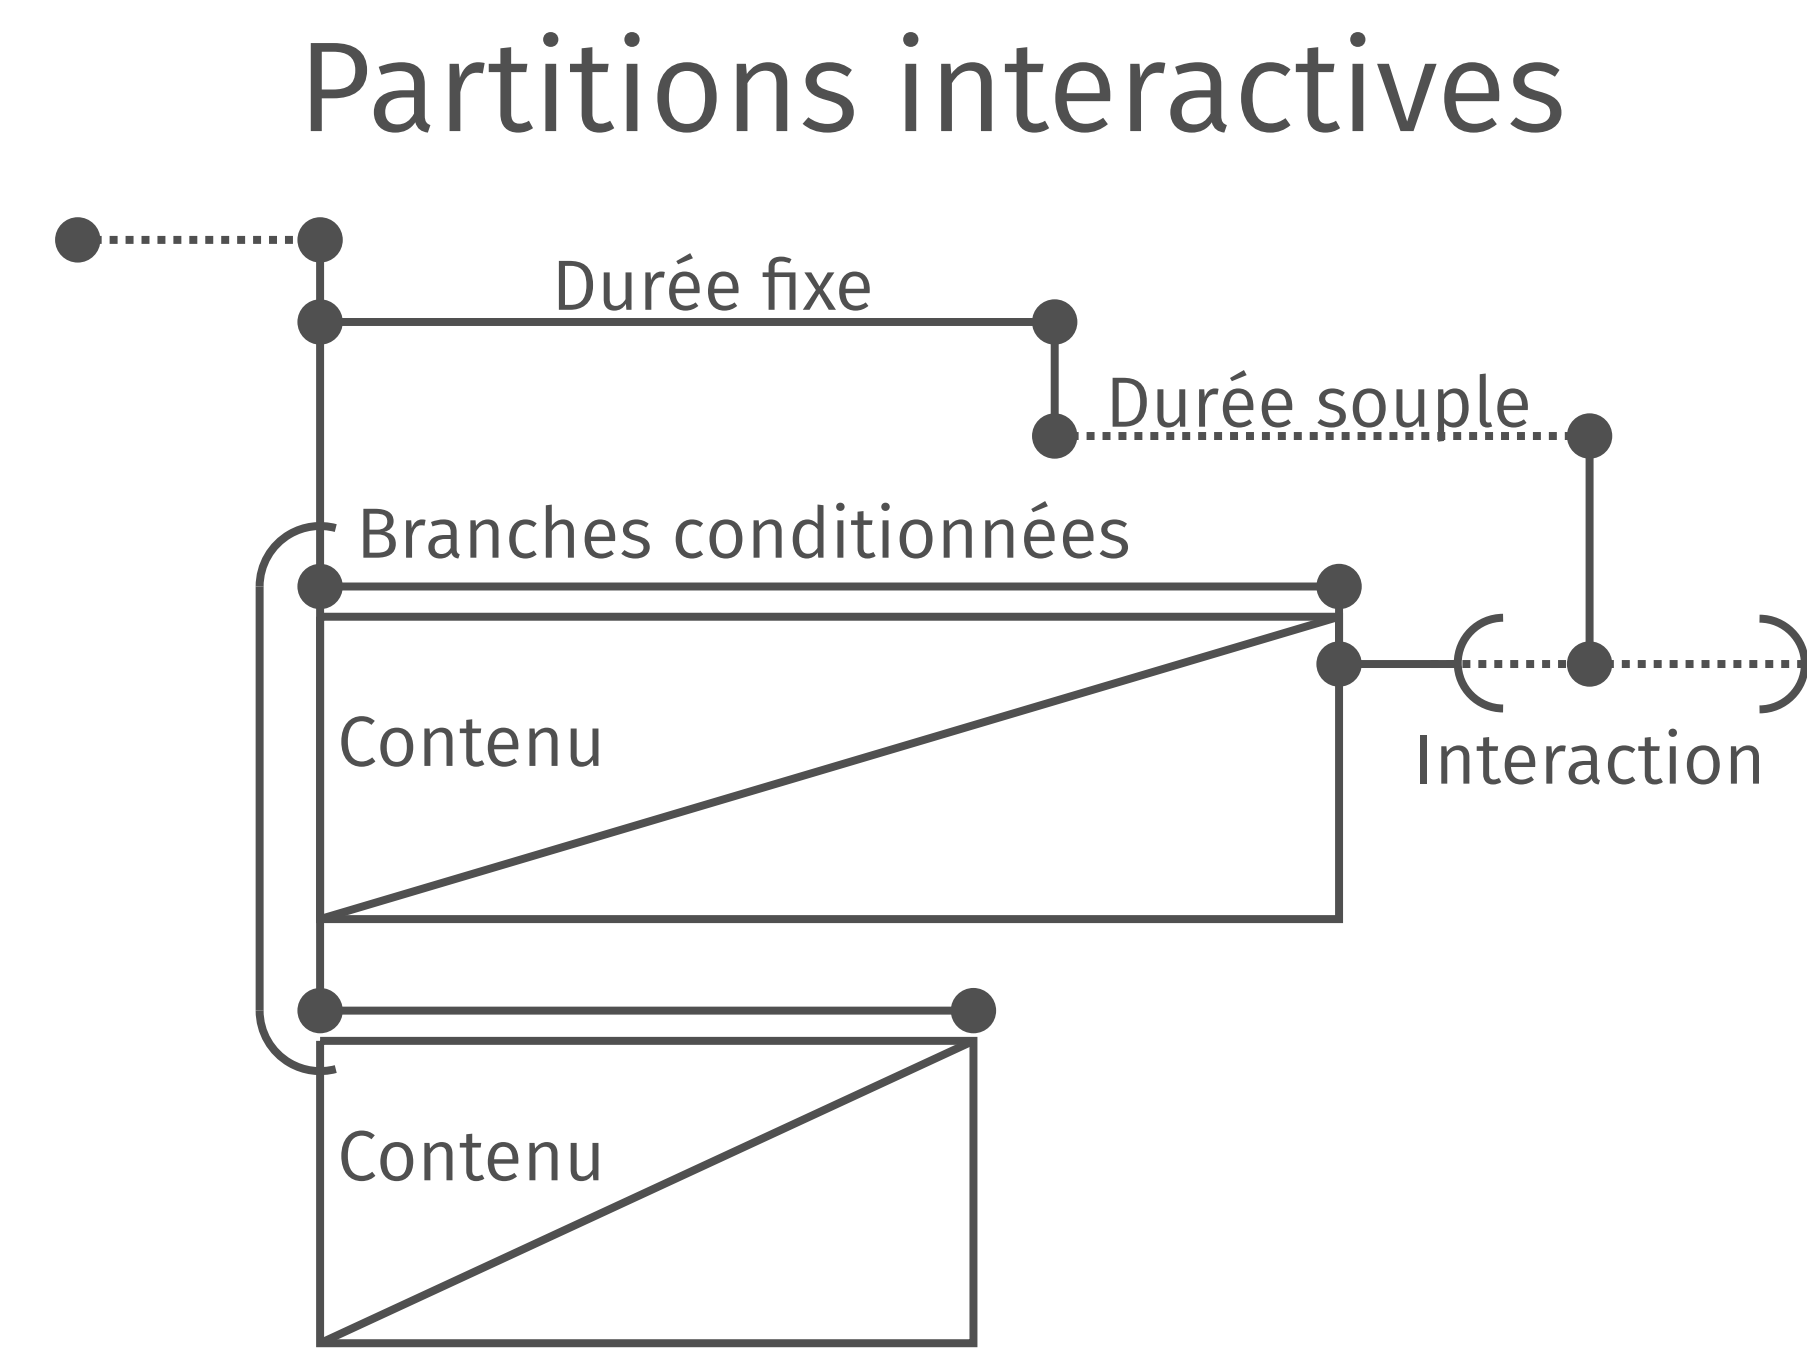 Partitions interactives
Durée fixe
Durée souple
Branches conditionnées
Contenu
Interaction
Contenu